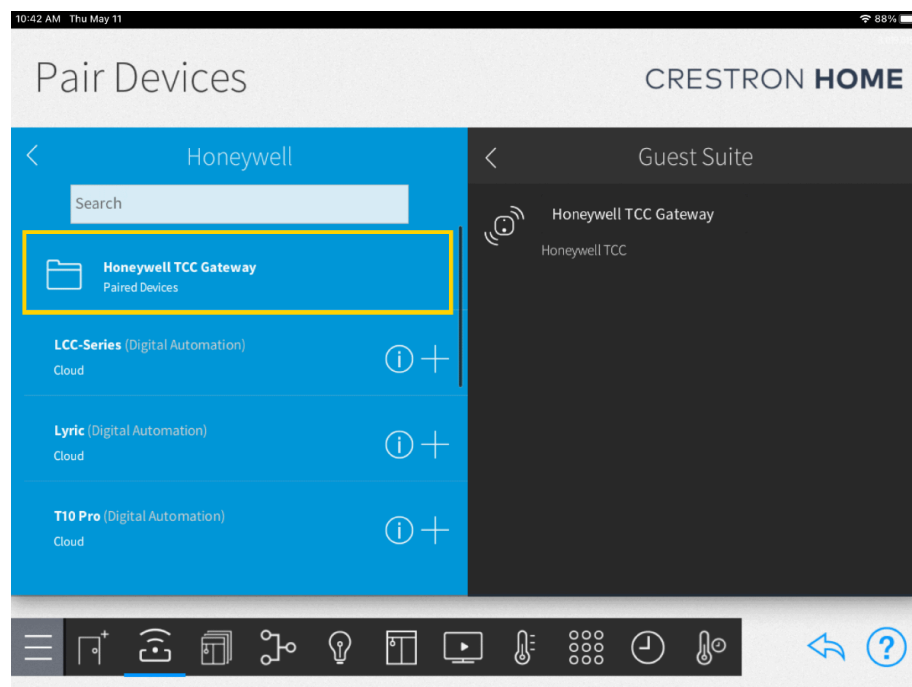 10:42 AM Thu May 11
88%
Pair Devices
CRESTRON HOME
Honeywell
Search
Honeywell TCC Gateway
Paired Devices
LCC-Series (Digital Automation)
Cloud
Lyric (Digital Automation)
Cloud
T10 Pro (Digital Automation)
Cloud
Guest Suite
Honeywell TCC Gateway
Honeywell TCC